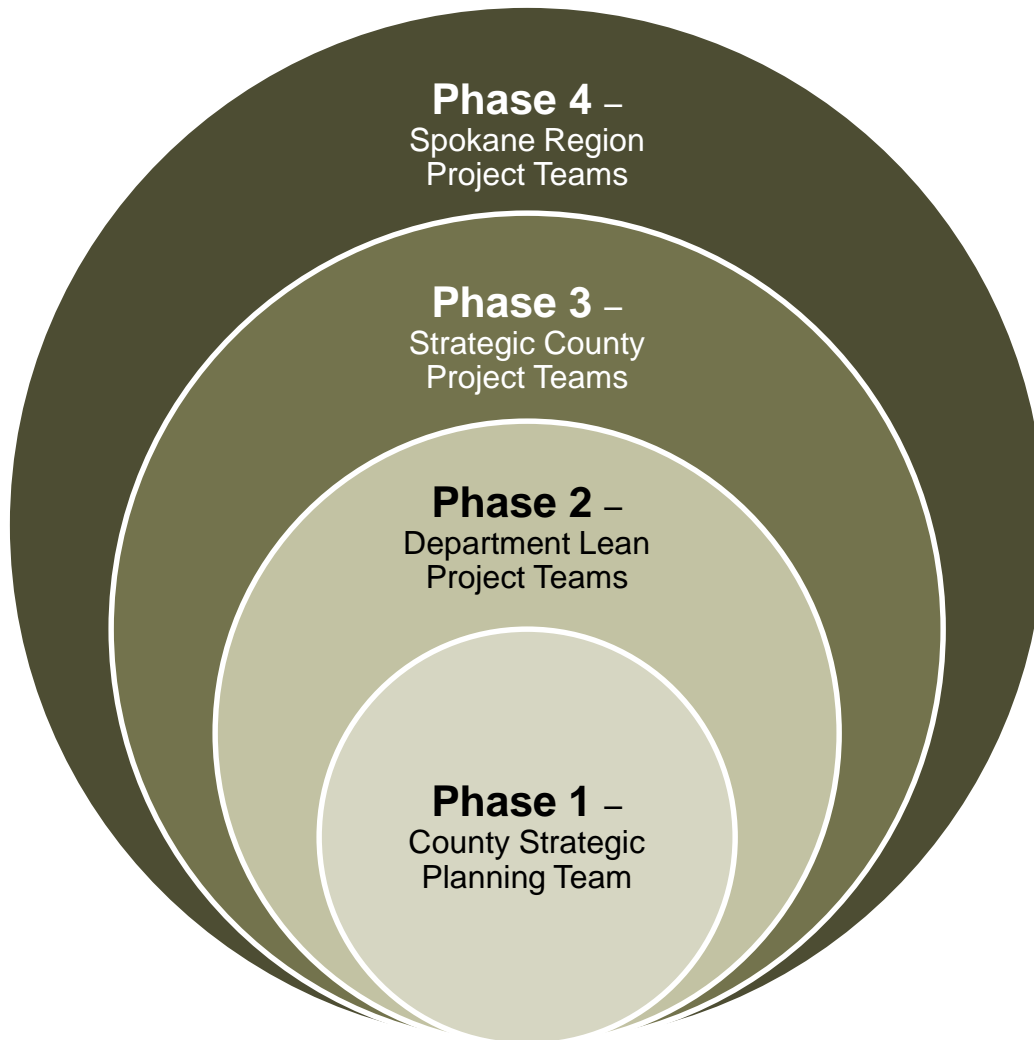 Phase 4 –
Spokane Region
Project Teams
Phase 3 –
Strategic County
Project Teams
Phase 2 –
Department Lean
Project Teams
Phase 1 –
County Strategic
Planning Team